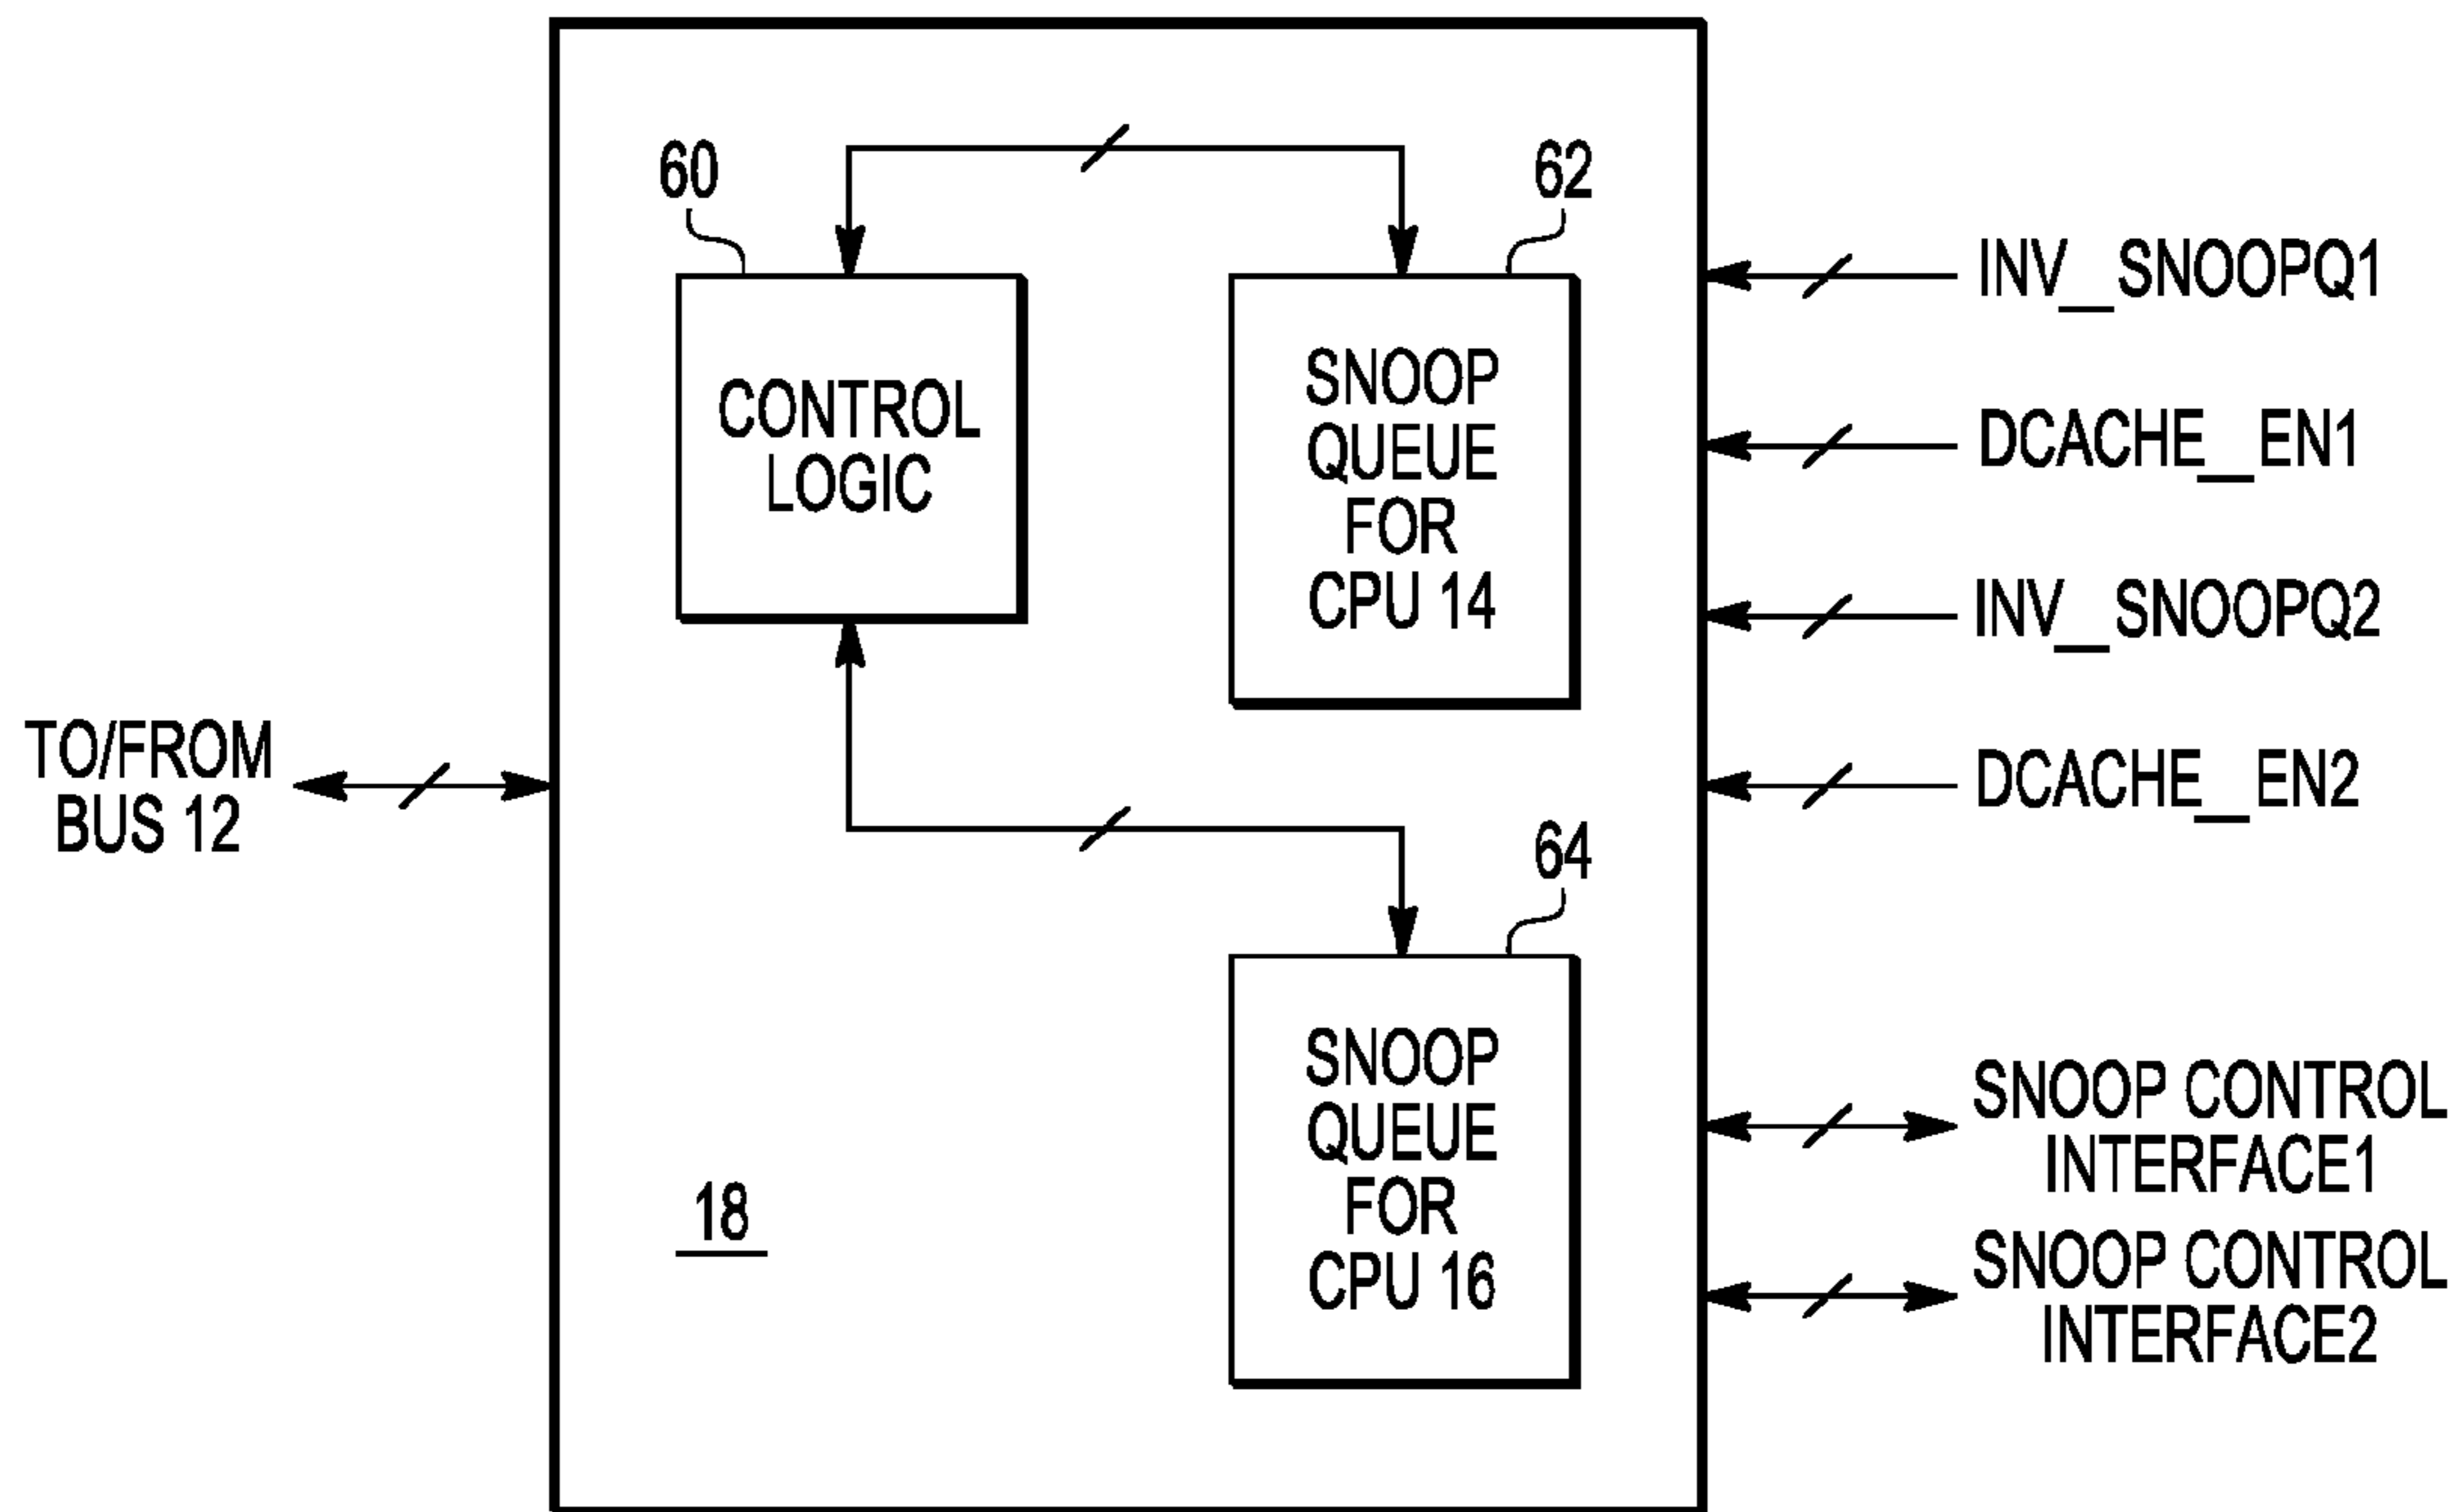 60
62
CONTROL
LOGIC
SNOOP
QUEUE
FOR
CPU 14
INV_SNOOPQ1
DCACHE_EN1
INV_SNOOPQ2
DCACHE_EN2
TO/FROM
BUS 12
64
SNOOP
QUEUE
FOR
CPU 16
18
SNOOP CONTROL
INTERFACE1
SNOOP CONTROL
INTERFACE2